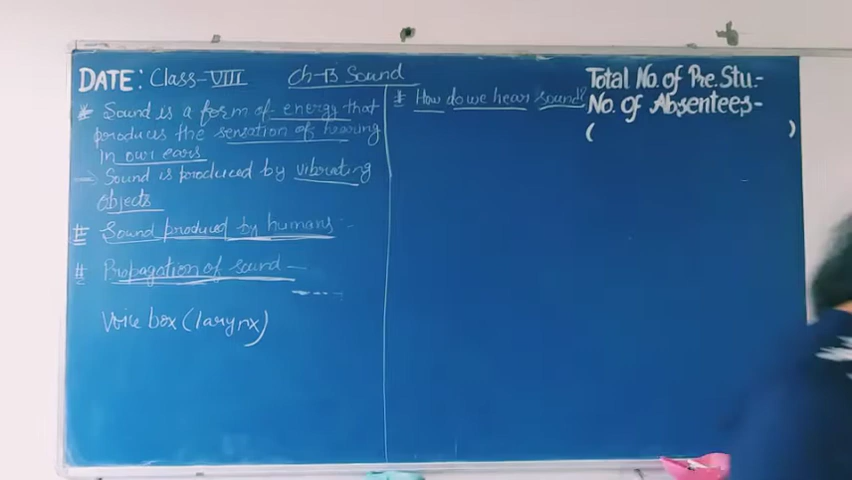 DATE: Class-VIII Ch-13 Sound
* Sound is a form of energy that
produces the sensation of hearing
in our ears
→ Sound is produced by vibrating
objects
# Sound produced by humans:-
# Propagation of sound—
Voice box (larynx)
# How do we hear sound?
Total No. of Pre. Stu.-
No. of Absentees-
( )